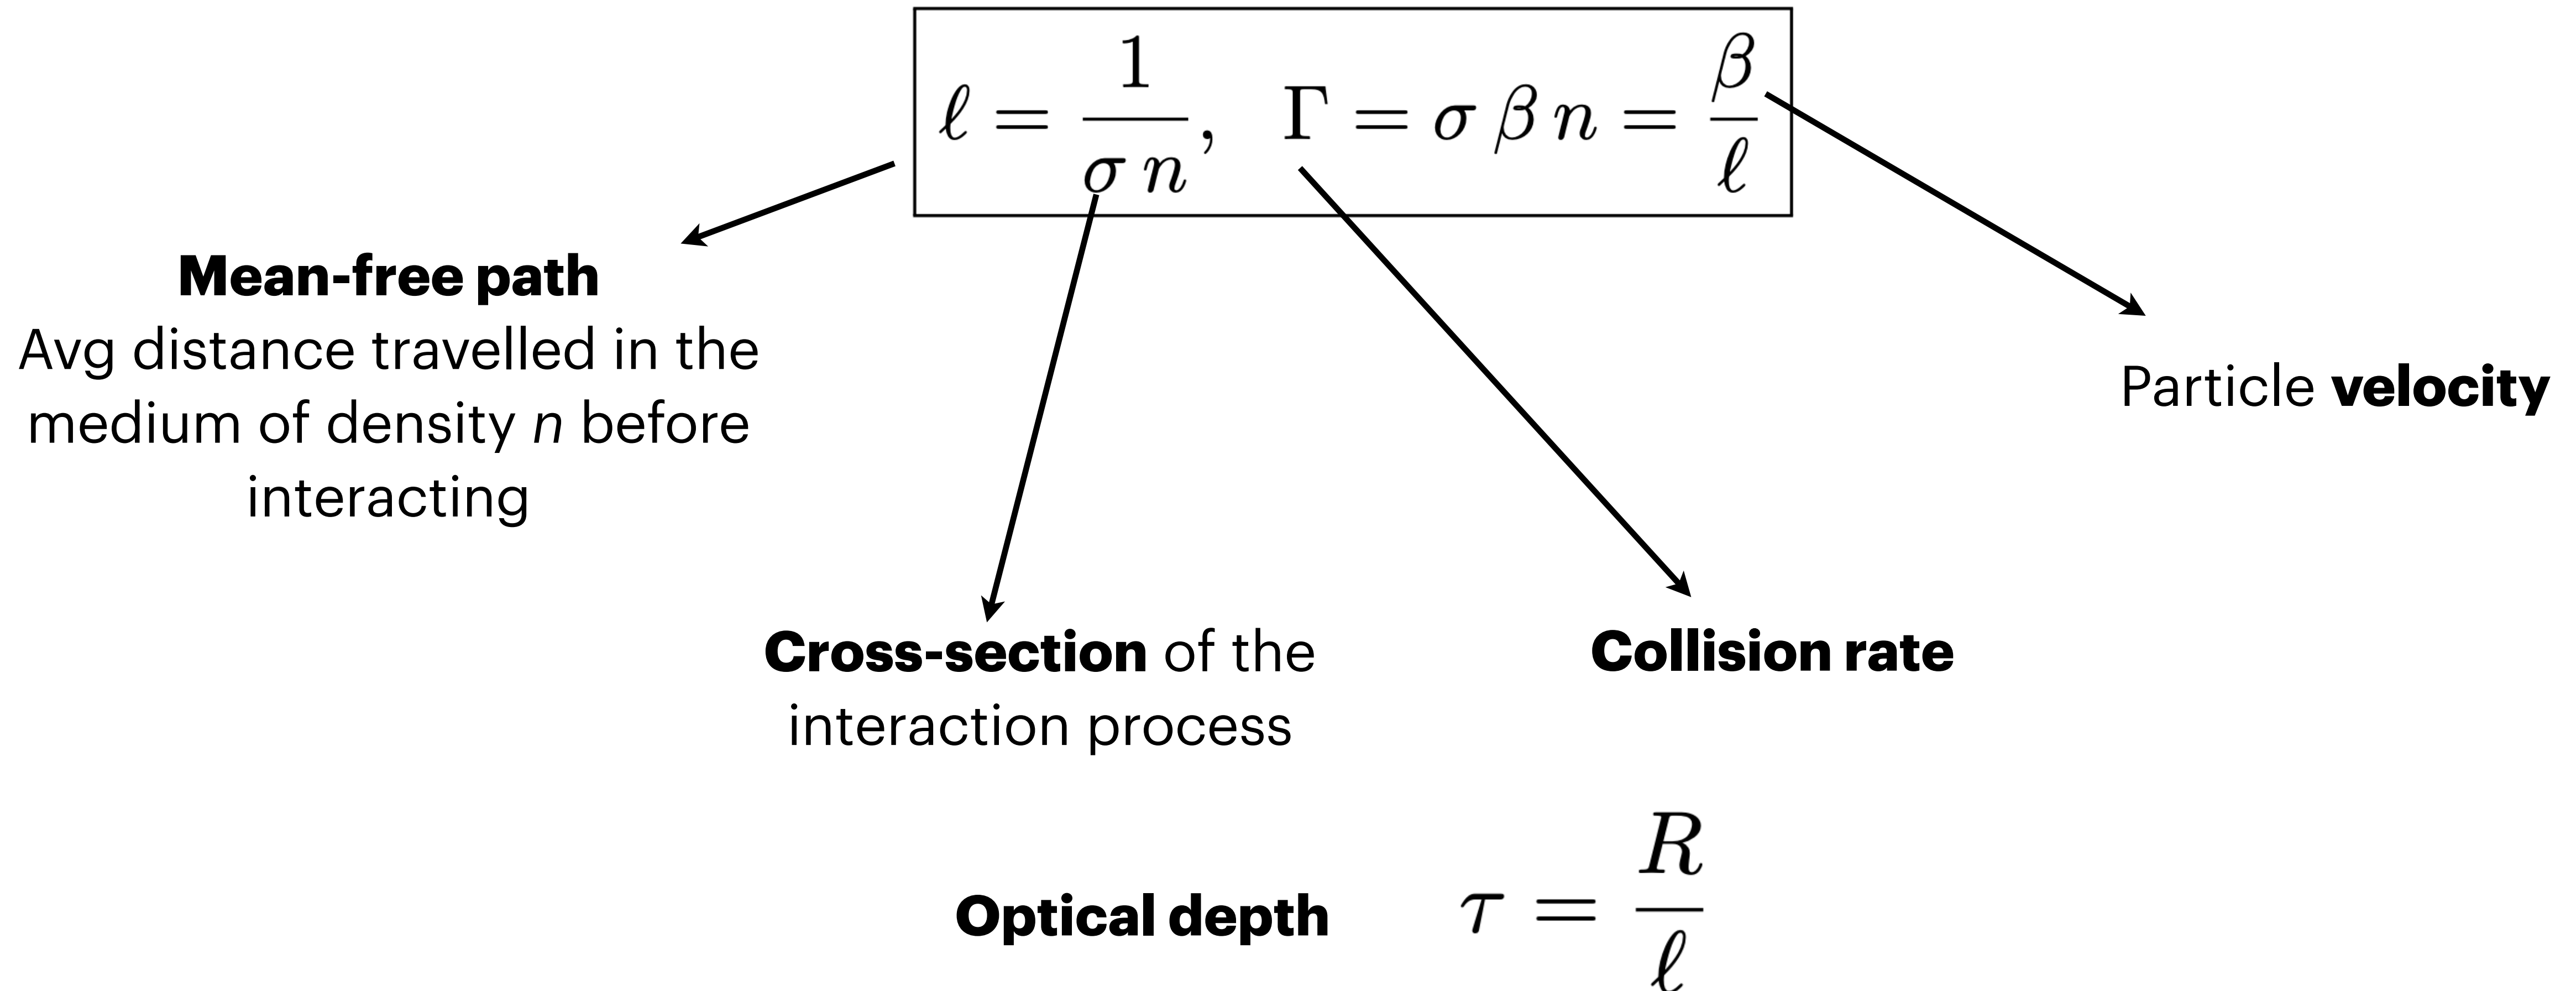 ℓ = 1/(σ n), Γ = σ β n = β/ℓ
Mean-free path
Avg distance travelled in the
medium of density n before
interacting
Particle velocity
Cross-section of the
interaction process
Collision rate
Optical depth τ = R/ℓ